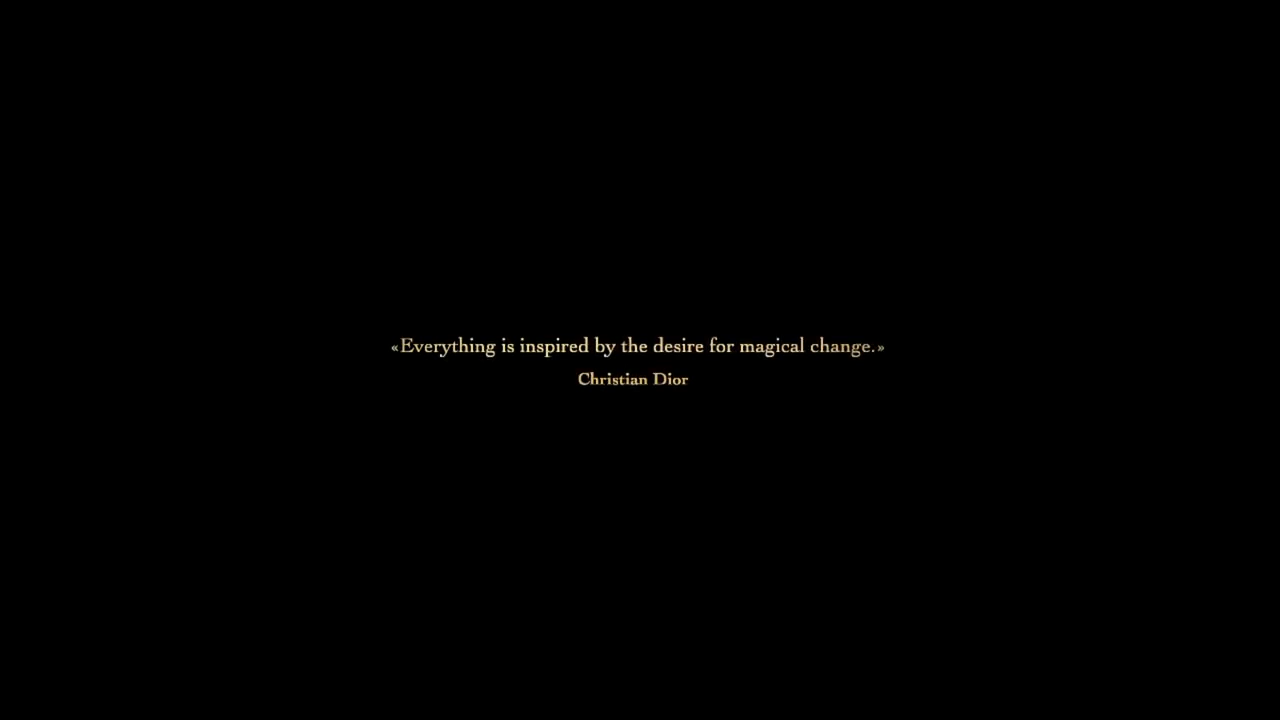 «Everything is inspired by the desire for magical change.»
Christian Dior